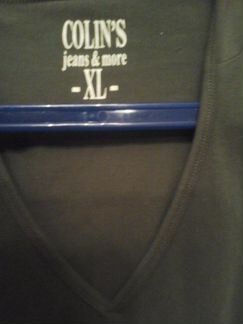 COLIN'S
jeans & more
- XL -